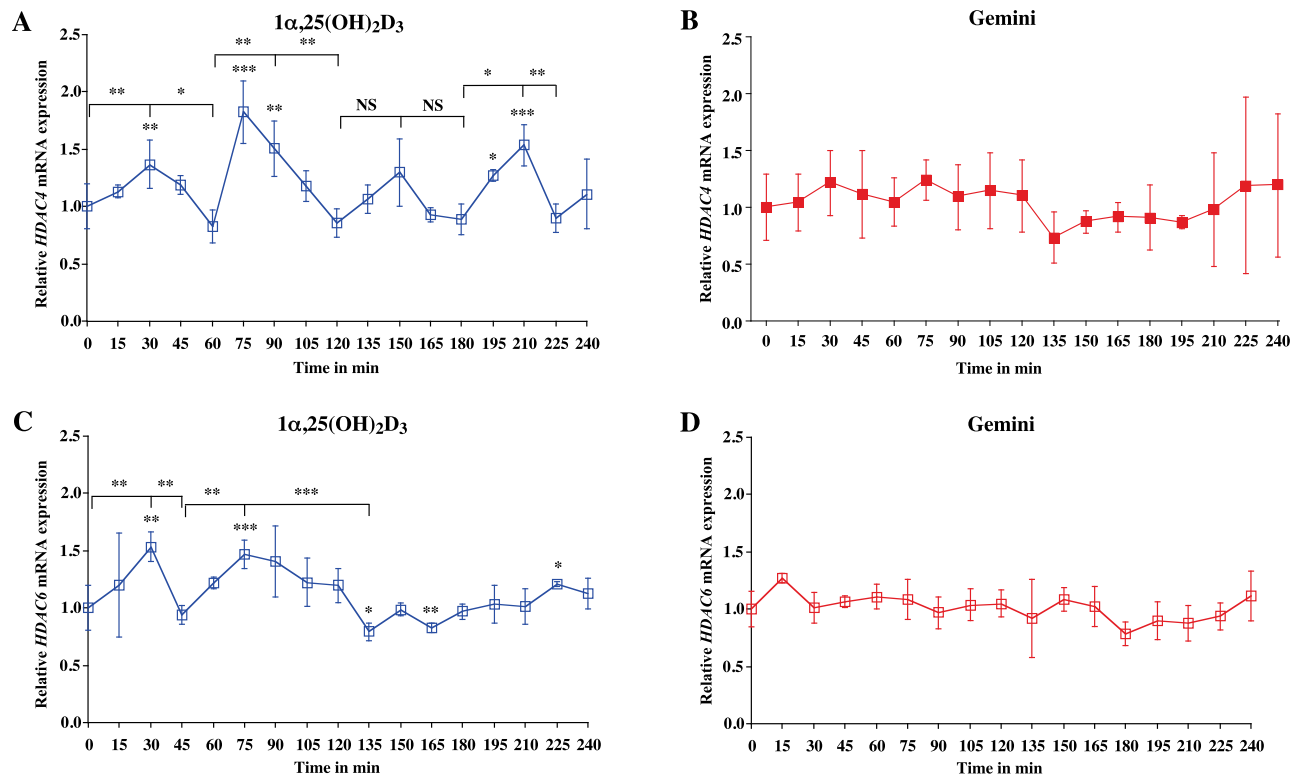 A
1α,25(OH)2D3
Relative HDAC4 mRNA expression
2.5
2.0
1.5
1.0
0.5
0.0
** * ** ** NS NS * **
** *** ** * ***
0 15 30 45 60 75 90 105 120 135 150 165 180 195 210 225 240
Time in min
B
Gemini
Relative HDAC4 mRNA expression
2.5
2.0
1.5
1.0
0.5
0.0
0 15 30 45 60 75 90 105 120 135 150 165 180 195 210 225 240
Time in min
C
1α,25(OH)2D3
Relative HDAC6 mRNA expression
2.5
2.0
1.5
1.0
0.5
0.0
** ** ** ***
** *** * ** *
0 15 30 45 60 75 90 105 120 135 150 165 180 195 210 225 240
Time in min
D
Gemini
Relative HDAC6 mRNA expression
2.5
2.0
1.5
1.0
0.5
0.0
0 15 30 45 60 75 90 105 120 135 150 165 180 195 210 225 240
Time in min